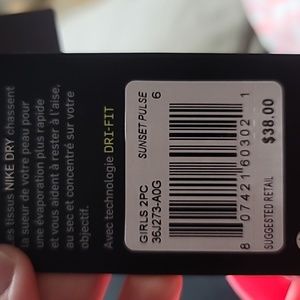 es tissus NIKE DRY chassent
la sueur de votre peau pour
une évaporation plus rapide
et vous aident à rester à l'aise,
au sec et concentré sur votre
objectif.
Avec technologie DRI-FIT
GIRLS 2PC
36J273-A0G
SUNSET PULSE
6
8 07421 60302 1
SUGGESTED RETAIL
$38.00